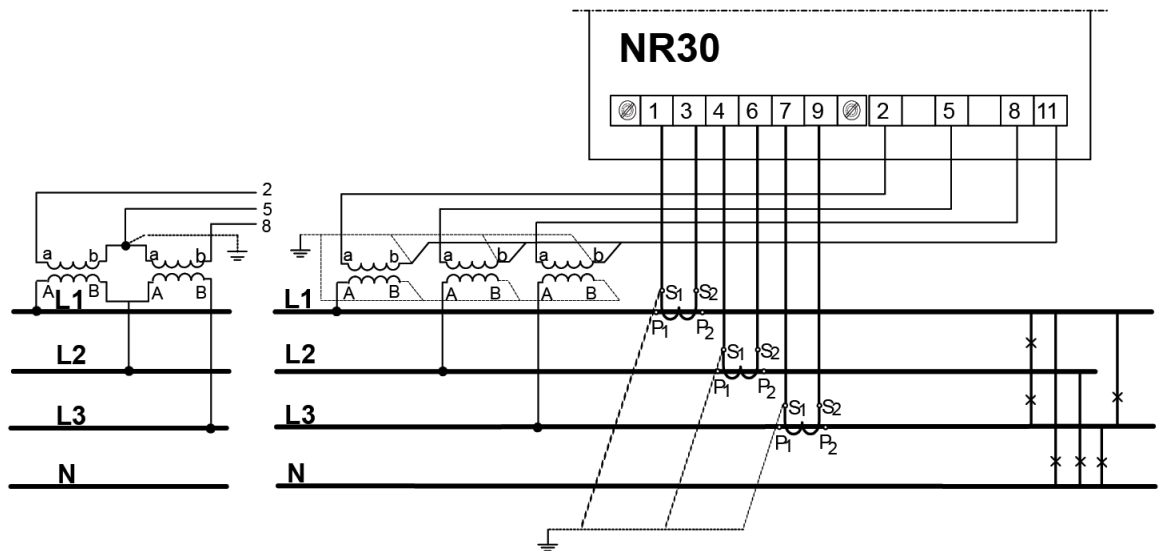 NR30
1 3 4 6 7 9 2 5 8 11
2
5
8
a b a b
A B A B
a b a b a b
A B A B A B
L1
L2
L3
N
L1
L2
L3
N
S1 S2
P1 P2
S1 S2
P1 P2
S1 S2
P1 P2